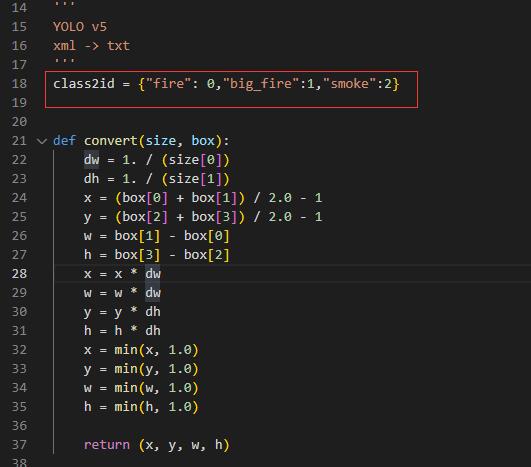 14 '''
15 YOLO v5
16 xml -> txt
17 '''
18 class2id = {"fire": 0,"big_fire":1,"smoke":2}
19
20
21 def convert(size, box):
22     dw = 1. / (size[0])
23     dh = 1. / (size[1])
24     x = (box[0] + box[1]) / 2.0 - 1
25     y = (box[2] + box[3]) / 2.0 - 1
26     w = box[1] - box[0]
27     h = box[3] - box[2]
28     x = x * dw
29     w = w * dw
30     y = y * dh
31     h = h * dh
32     x = min(x, 1.0)
33     y = min(y, 1.0)
34     w = min(w, 1.0)
35     h = min(h, 1.0)
36
37     return (x, y, w, h)
38